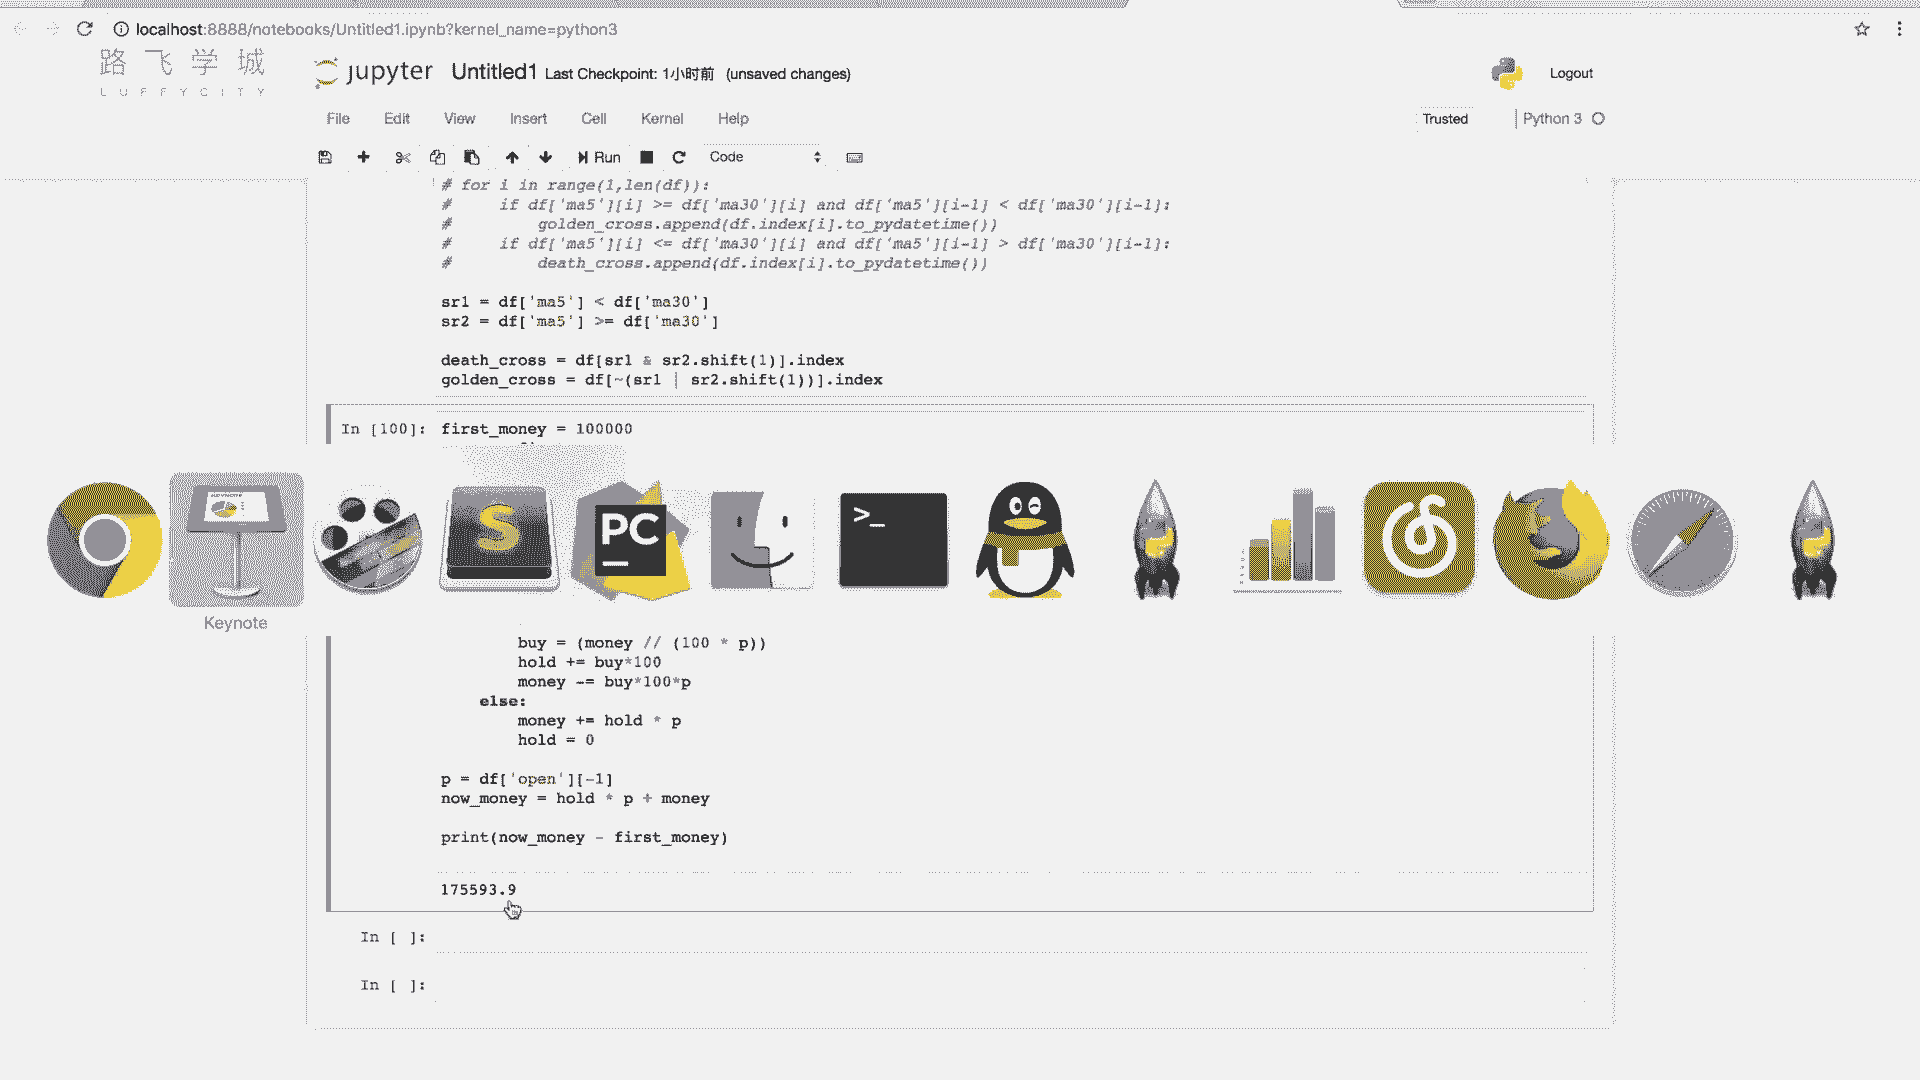 localhost:8888/notebooks/Untitled1.ipynb?kernel_name=python3
路飞学城
LUFFYCITY
jupyter Untitled1 Last Checkpoint: 1小时前 (unsaved changes)
Logout
File Edit View Insert Cell Kernel Help
Trusted
Python 3
Run
Code
# for i in range(1,len(df)):
#     if df['ma5'][i] >= df['ma30'][i] and df['ma5'][i-1] < df['ma30'][i-1]:
#         golden_cross.append(df.index[i].to_pydatetime())
#     if df['ma5'][i] <= df['ma30'][i] and df['ma5'][i-1] > df['ma30'][i-1]:
#         death_cross.append(df.index[i].to_pydatetime())
sr1 = df['ma5'] < df['ma30']
sr2 = df['ma5'] >= df['ma30']
death_cross = df[sr1 & sr2.shift(1)].index
golden_cross = df[~(sr1 | sr2.shift(1))].index
In [100]: first_money = 100000
S
PC
>_
Keynote
buy = (money // (100 * p))
hold += buy*100
money -= buy*100*p
else:
money += hold * p
hold = 0
p = df['open'][-1]
now_money = hold * p + money
print(now_money - first_money)
175593.9
In [ ]:
In [ ]: